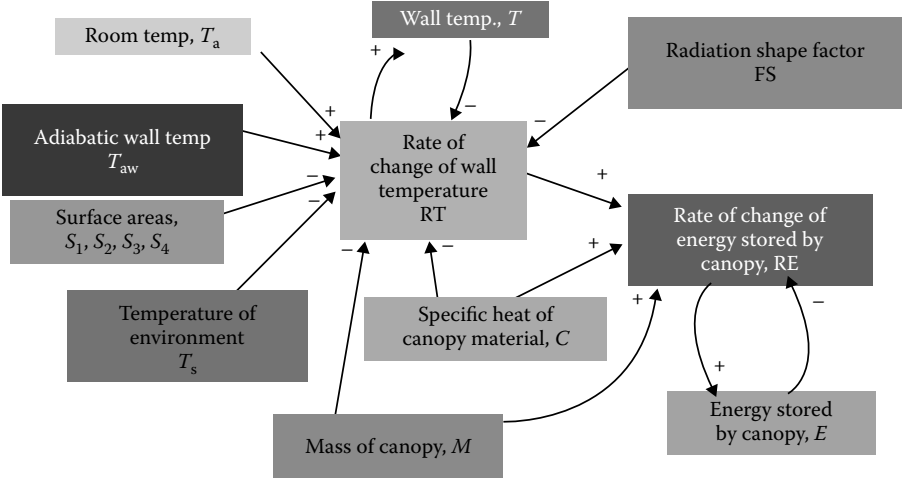 Wall temp., T
Room temp, Tₐ
+
Radiation shape factor
FS
+
−
−
+
Adiabatic wall temp
T_aw
Rate of
change of wall
temperature
RT
−
+
−
Surface areas,
S₁, S₂, S₃, S₄
Rate of change of
energy stored by
canopy, RE
−
−
+
+
−
Temperature of
environment
Tₛ
Specific heat of
canopy material, C
+
Energy stored
by canopy, E
Mass of canopy, M